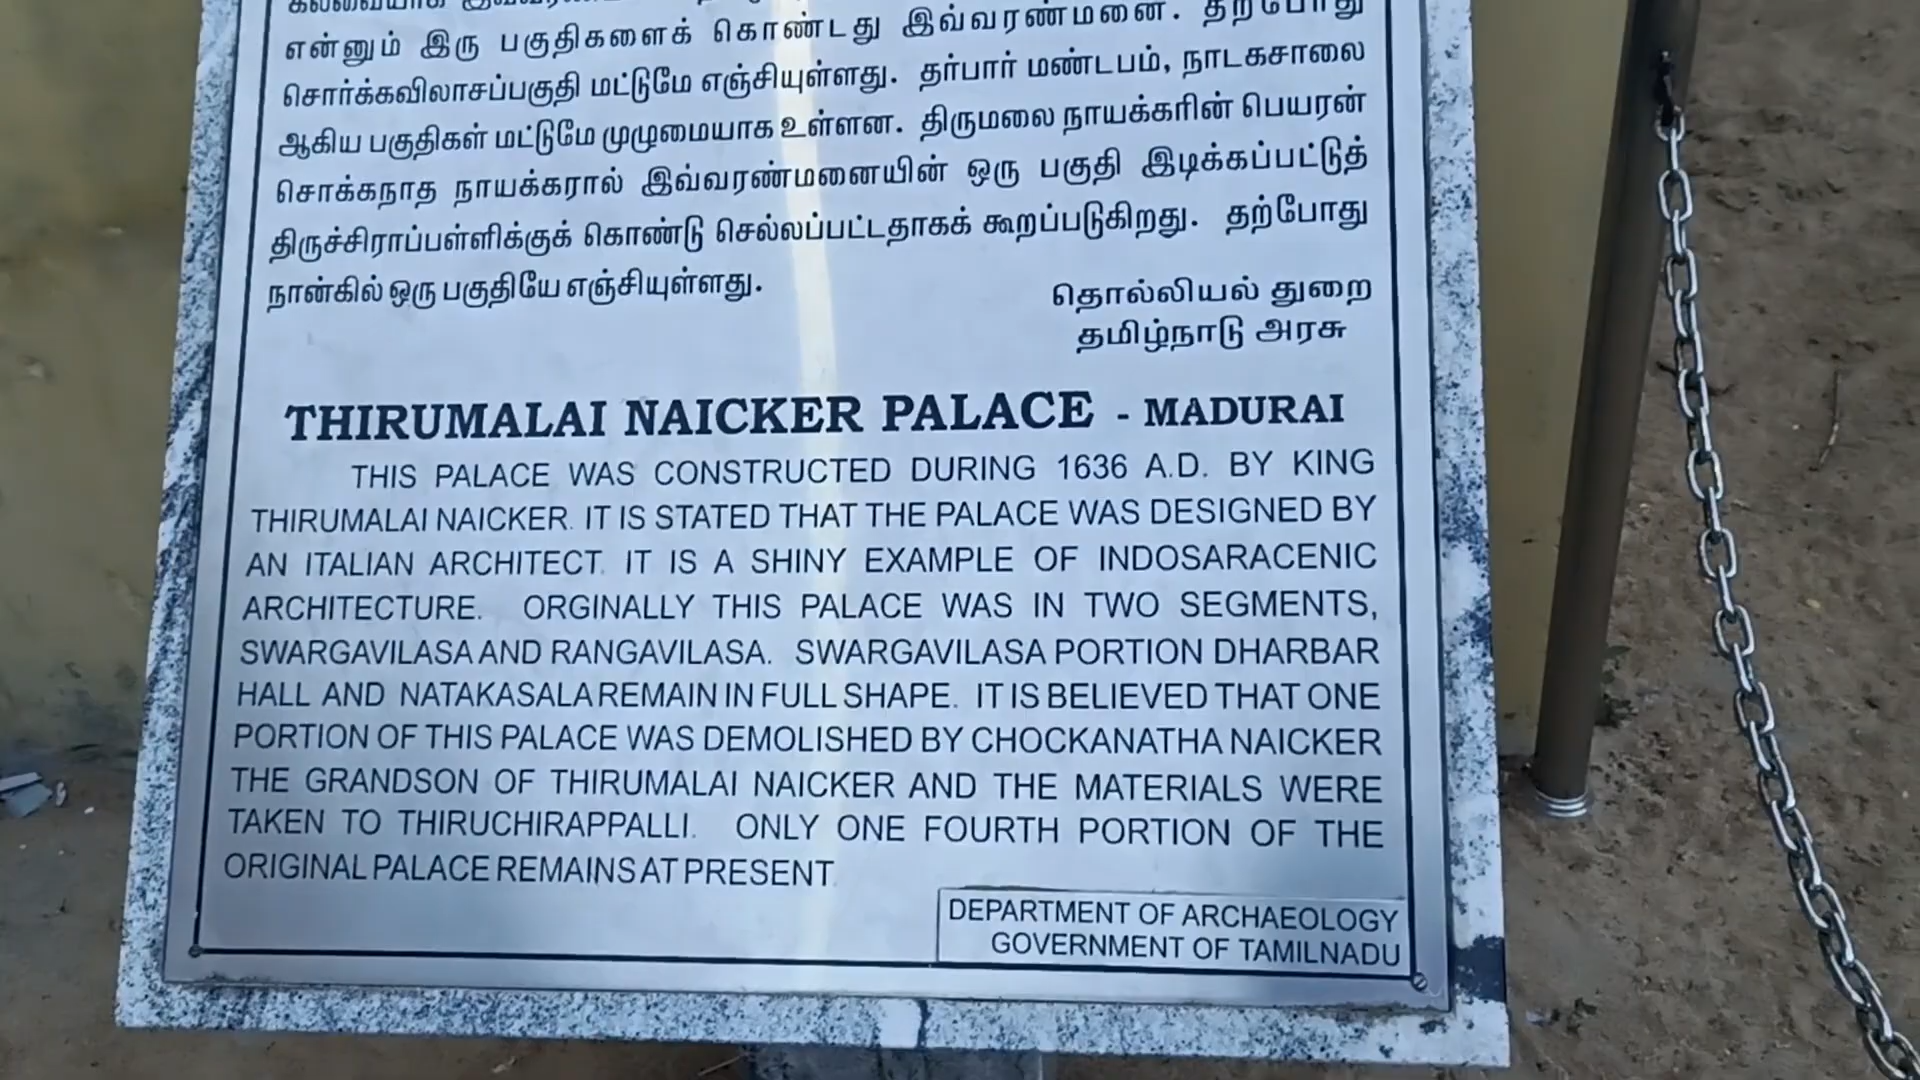 என்னும் இரு பகுதிகளைக் கொண்டது இவ்வரண்மனை. தற்போது
சொர்க்கவிலாசப்பகுதி மட்டுமே எஞ்சியுள்ளது. தர்பார் மண்டபம், நாடகசாலை
ஆகிய பகுதிகள் மட்டுமே முழுமையாக உள்ளன. திருமலை நாயக்கரின் பெயரன்
சொக்கநாத நாயக்கரால் இவ்வரண்மனையின் ஒரு பகுதி இடிக்கப்பட்டுத்
திருச்சிராப்பள்ளிக்குக் கொண்டு செல்லப்பட்டதாகக் கூறப்படுகிறது. தற்போது
நான்கில் ஒரு பகுதியே எஞ்சியுள்ளது.
தொல்லியல் துறை
தமிழ்நாடு அரசு
THIRUMALAI NAICKER PALACE - MADURAI
THIS PALACE WAS CONSTRUCTED DURING 1636 A.D. BY KING
THIRUMALAI NAICKER. IT IS STATED THAT THE PALACE WAS DESIGNED BY
AN ITALIAN ARCHITECT. IT IS A SHINY EXAMPLE OF INDOSARACENIC
ARCHITECTURE. ORGINALLY THIS PALACE WAS IN TWO SEGMENTS,
SWARGAVILASA AND RANGAVILASA. SWARGAVILASA PORTION DHARBAR
HALL AND NATAKASALA REMAIN IN FULL SHAPE. IT IS BELIEVED THAT ONE
PORTION OF THIS PALACE WAS DEMOLISHED BY CHOCKANATHA NAICKER
THE GRANDSON OF THIRUMALAI NAICKER AND THE MATERIALS WERE
TAKEN TO THIRUCHIRAPPALLI. ONLY ONE FOURTH PORTION OF THE
ORIGINAL PALACE REMAINS AT PRESENT.
DEPARTMENT OF ARCHAEOLOGY
GOVERNMENT OF TAMILNADU